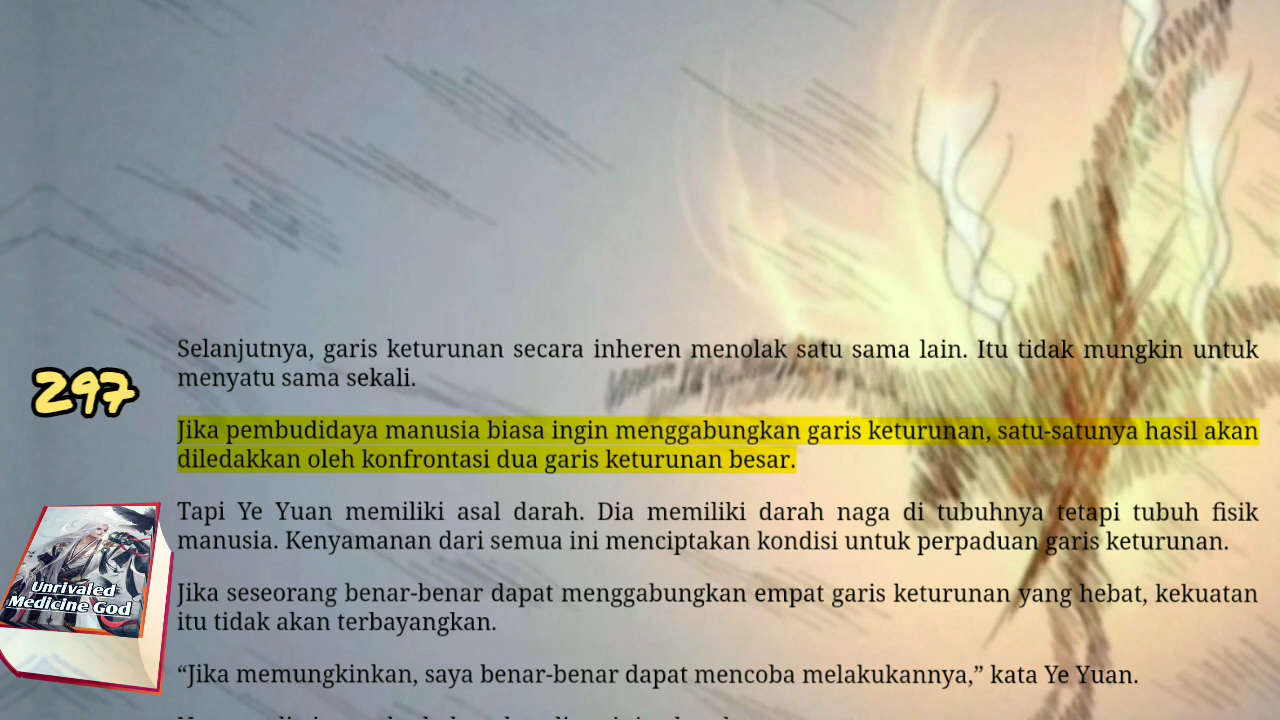 Selanjutnya, garis keturunan secara inheren menolak satu sama lain. Itu tidak mungkin untuk
menyatu sama sekali.
297
Jika pembudidaya manusia biasa ingin menggabungkan garis keturunan, satu-satunya hasil akan
diledakkan oleh konfrontasi dua garis keturunan besar.
Tapi Ye Yuan memiliki asal darah. Dia memiliki darah naga di tubuhnya tetapi tubuh fisik
manusia. Kenyamanan dari semua ini menciptakan kondisi untuk perpaduan garis keturunan.
Unrivaled
Medicine God
Jika seseorang benar-benar dapat menggabungkan empat garis keturunan yang hebat, kekuatan
itu tidak akan terbayangkan.
“Jika memungkinkan, saya benar-benar dapat mencoba melakukannya,” kata Ye Yuan.